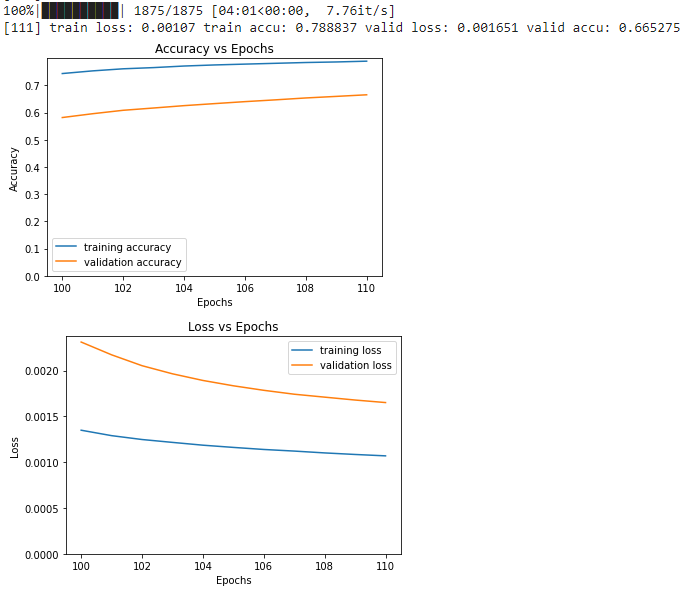 100%|██████████| 1875/1875 [04:01<00:00, 7.76it/s]
[111] train loss: 0.00107 train accu: 0.788837 valid loss: 0.001651 valid accu: 0.665275
Accuracy vs Epochs
0.7
0.6
0.5
0.4
0.3
0.2
0.1
0.0
Accuracy
training accuracy
validation accuracy
100 102 104 106 108 110
Epochs
Loss vs Epochs
training loss
validation loss
0.0020
0.0015
0.0010
0.0005
0.0000
Loss
100 102 104 106 108 110
Epochs